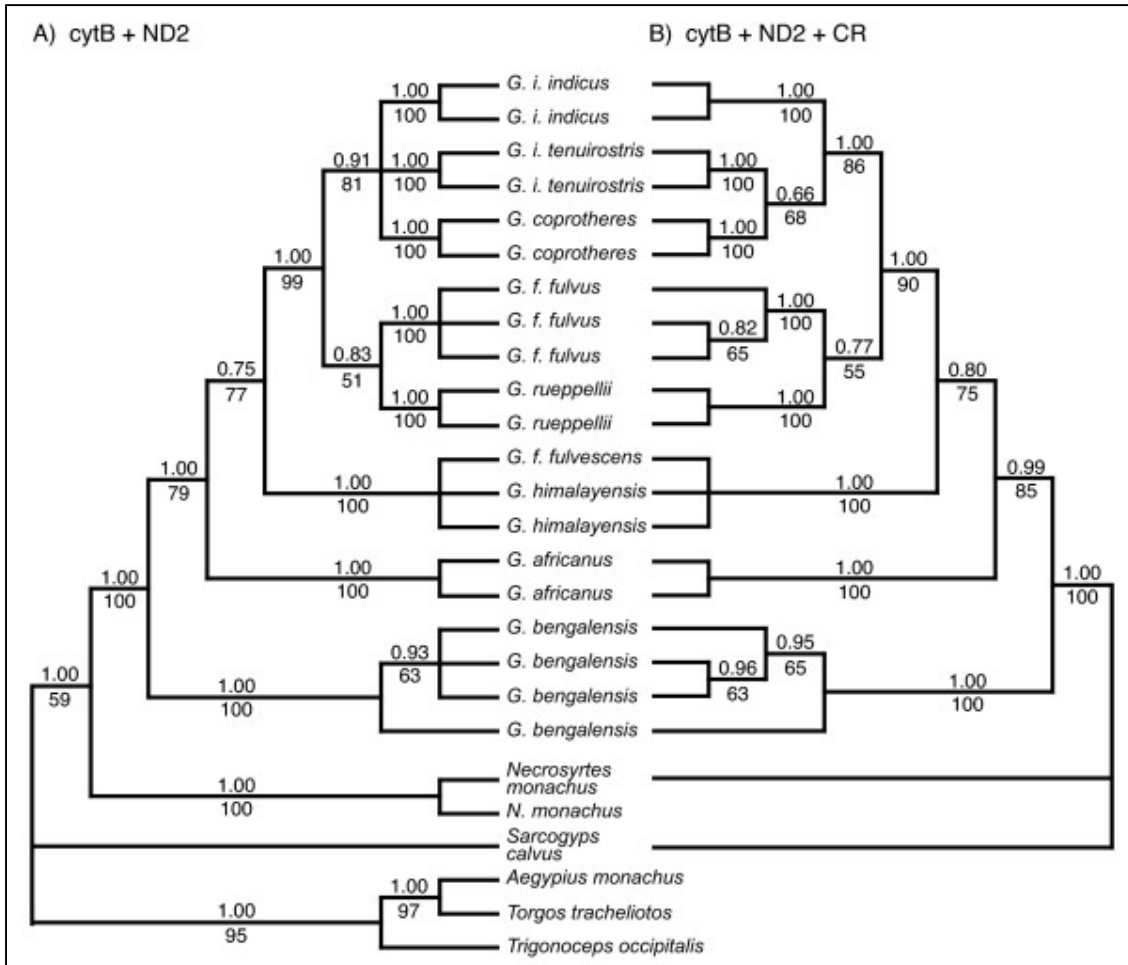 A) cytB + ND2
B) cytB + ND2 + CR
1.00
100
G. i. indicus
G. i. indicus
1.00
100
0.91
81
1.00
100
G. i. tenuirostris
G. i. tenuirostris
1.00
100
0.66
68
1.00
86
1.00
100
G. coprotheres
G. coprotheres
1.00
100
1.00
99
1.00
90
1.00
100
G. f. fulvus
G. f. fulvus
G. f. fulvus
0.82
65
1.00
100
0.77
55
0.83
51
1.00
100
G. rueppellii
G. rueppellii
1.00
100
0.75
77
0.80
75
1.00
100
G. f. fulvescens
G. himalayensis
G. himalayensis
1.00
100
1.00
79
0.99
85
1.00
100
G. africanus
G. africanus
1.00
100
1.00
100
1.00
100
1.00
100
0.93
63
G. bengalensis
G. bengalensis
G. bengalensis
G. bengalensis
0.96
63
0.95
65
1.00
100
1.00
59
1.00
100
Necrosyrtes
monachus
N. monachus
Sarcogyps
calvus
1.00
95
1.00
97
Aegypius monachus
Torgos tracheliotos
Trigonoceps occipitalis